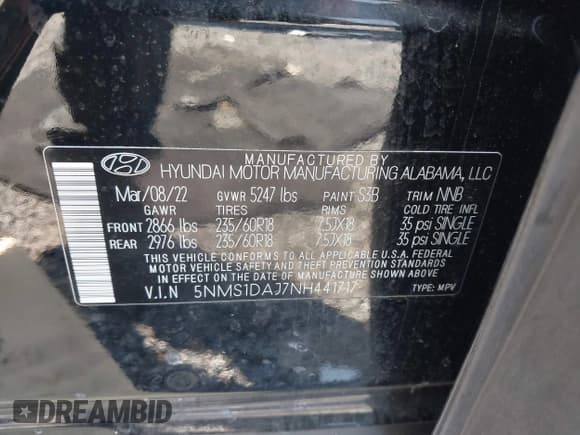 MANUFACTURED BY
HYUNDAI MOTOR MANUFACTURING ALABAMA, LLC
Mar/08/22 GVWR 5247 lbs PAINT S3B TRIM NNB
GAWR TIRES RIMS COLD TIRE INFL
FRONT 2866 lbs 235/60R18 7.5JX18 35 psi SINGLE
REAR 2976 lbs 235/60R18 7.5JX18 35 psi SINGLE
THIS VEHICLE CONFORMS TO ALL APPLICABLE U.S.A. FEDERAL
MOTOR VEHICLE SAFETY AND THEFT PREVENTION STANDARDS
IN EFFECT ON THE DATE OF MANUFACTURE SHOWN ABOVE.
V.I.N 5NMS1DAJ7NH441747 TYPE: MPV
DREAMBID